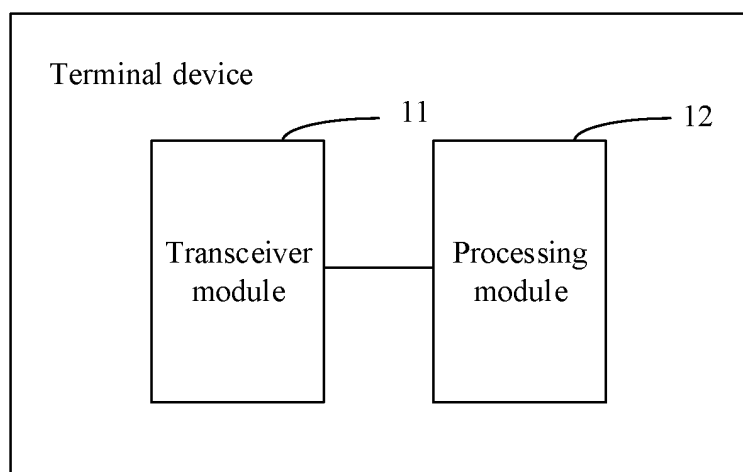 Terminal device
11
12
Transceiver
module
Processing
module